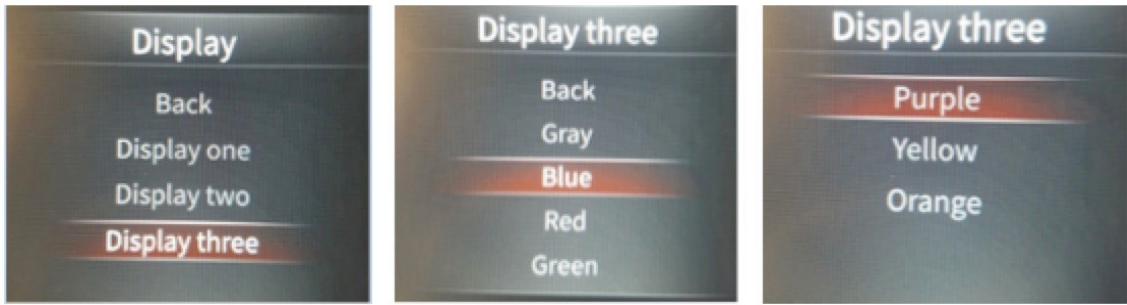 Display
Back
Display one
Display two
Display three
Display three
Back
Gray
Blue
Red
Green
Display three
Purple
Yellow
Orange